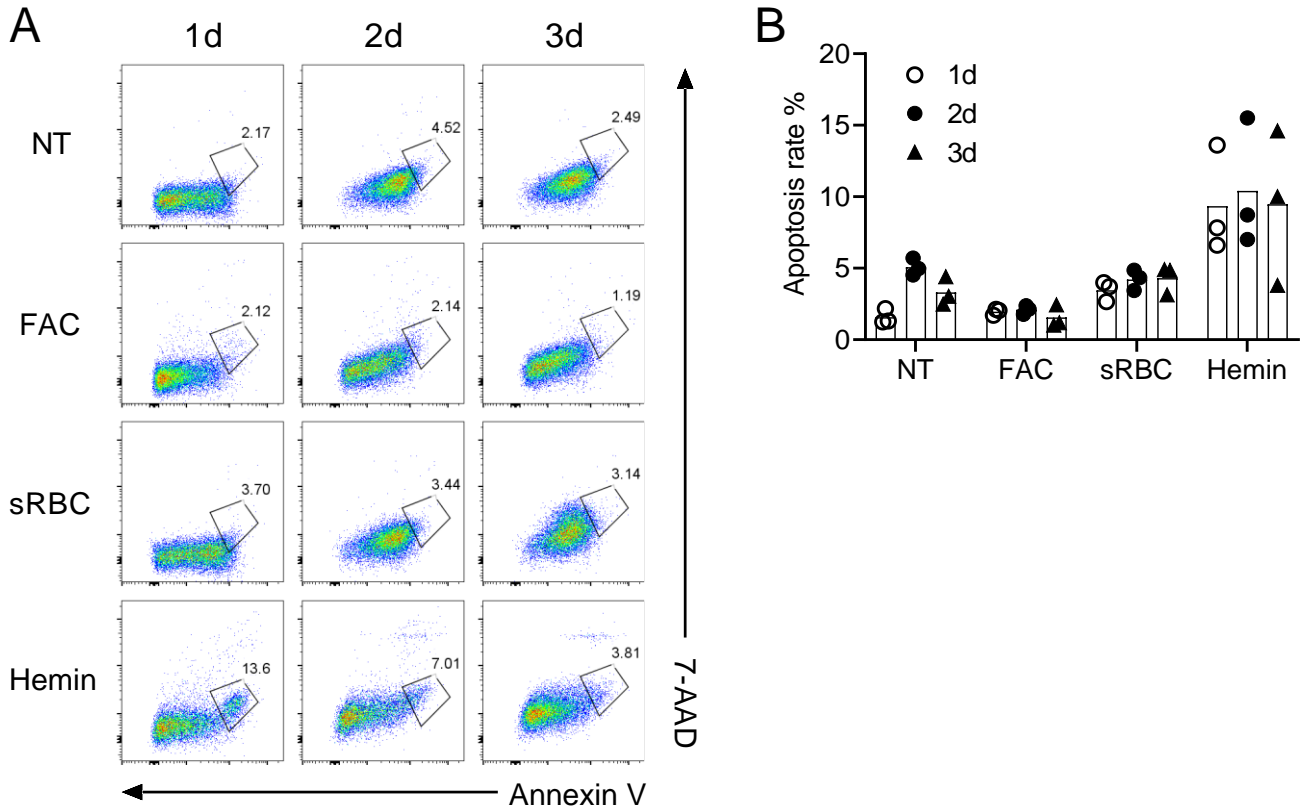 A
1d 2d 3d
NT
2.17 4.52 2.49
FAC
2.12 2.14 1.19
sRBC
3.70 3.44 3.14
Hemin
13.6 7.01 3.81
Annexin V
7-AAD
B
Apoptosis rate %
20
15
10
5
0
1d
2d
3d
NT FAC sRBC Hemin